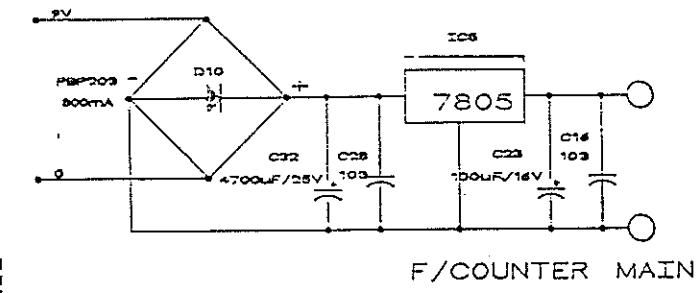 9V
IC6
PBP203 -
D10
+
800mA
7805
C32
C28
C23
C16
0
4700uF/25V
103
100uF/16V
103
F/COUNTER MAIN